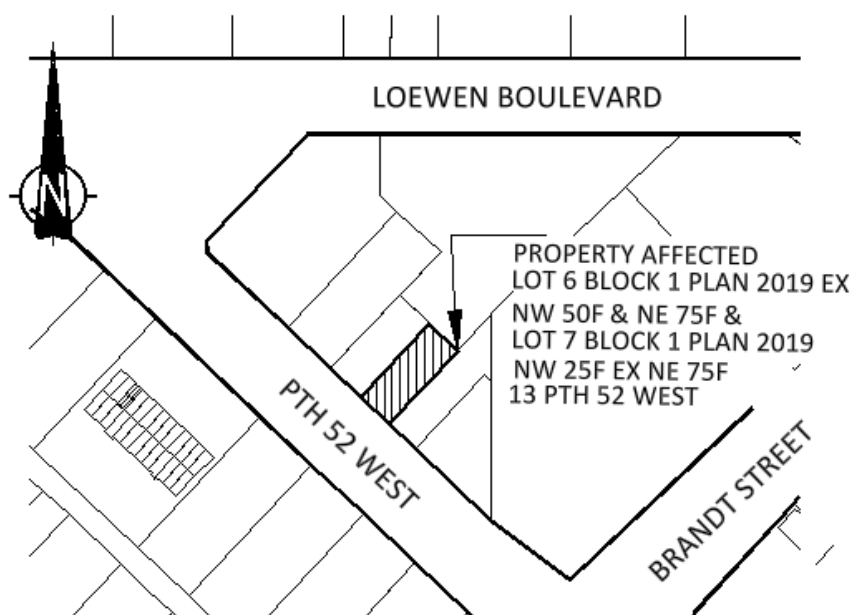 LOEWEN BOULEVARD
N
PROPERTY AFFECTED
LOT 6 BLOCK 1 PLAN 2019 EX
NW 50F & NE 75F &
LOT 7 BLOCK 1 PLAN 2019
NW 25F EX NE 75F
13 PTH 52 WEST
PTH 52 WEST
BRANDT STREET